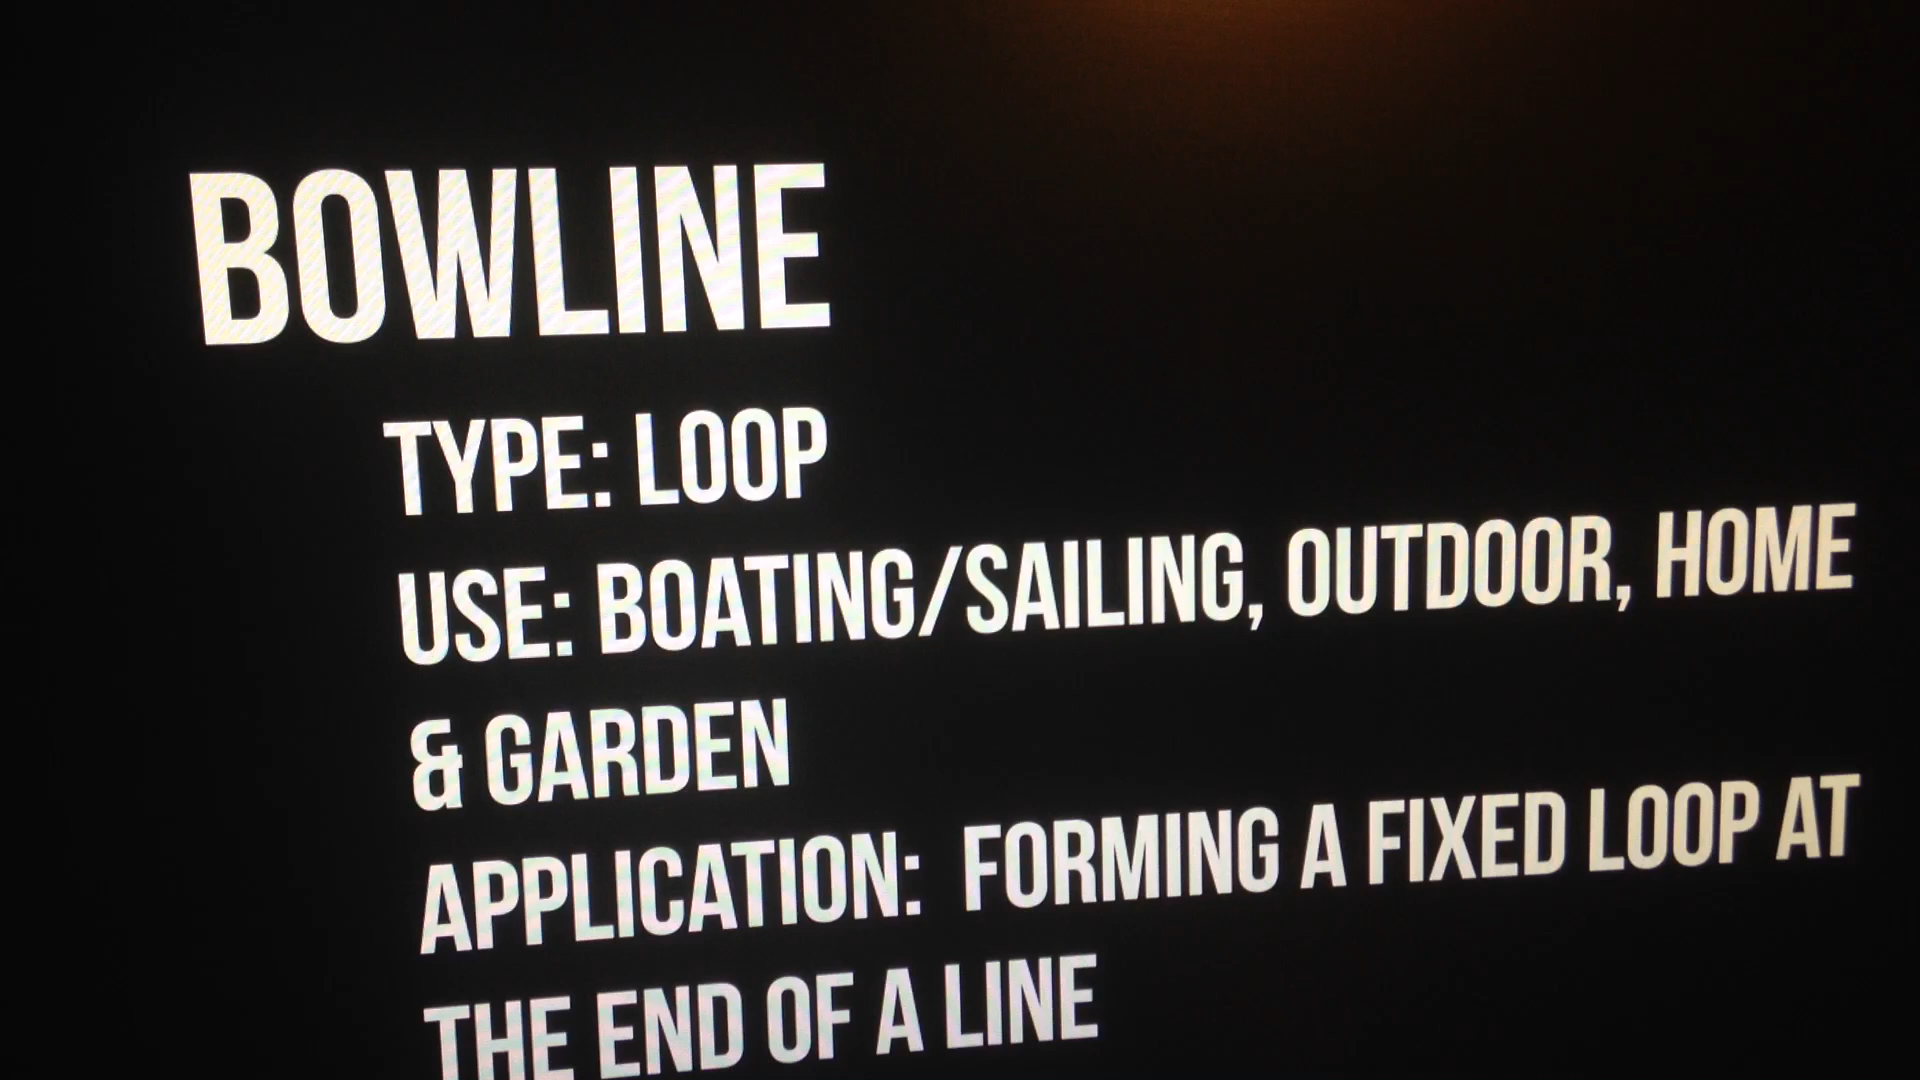 BOWLINE
TYPE: LOOP
USE: BOATING/SAILING, OUTDOOR, HOME
& GARDEN
APPLICATION: FORMING A FIXED LOOP AT
THE END OF A LINE